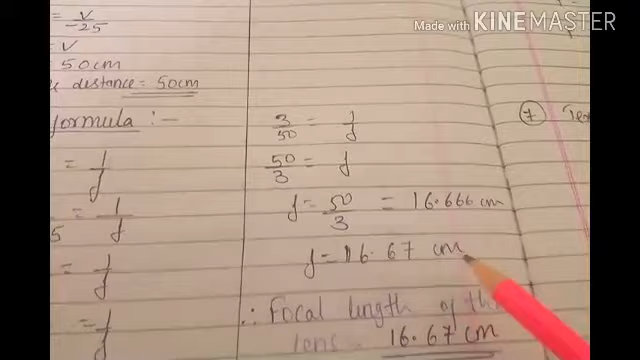 Made with KINEMASTER
= v/-25
= v
50cm
distance = 50cm
formula :-
= 1/f
5 = 1/f
= 1/f
= 1/f
3/50 = 1/f
50/3 = f
f = 50/3 = 16.666 cm
f = 16.67 cm
∴ Focal length of the
lens = 16.67 cm
7